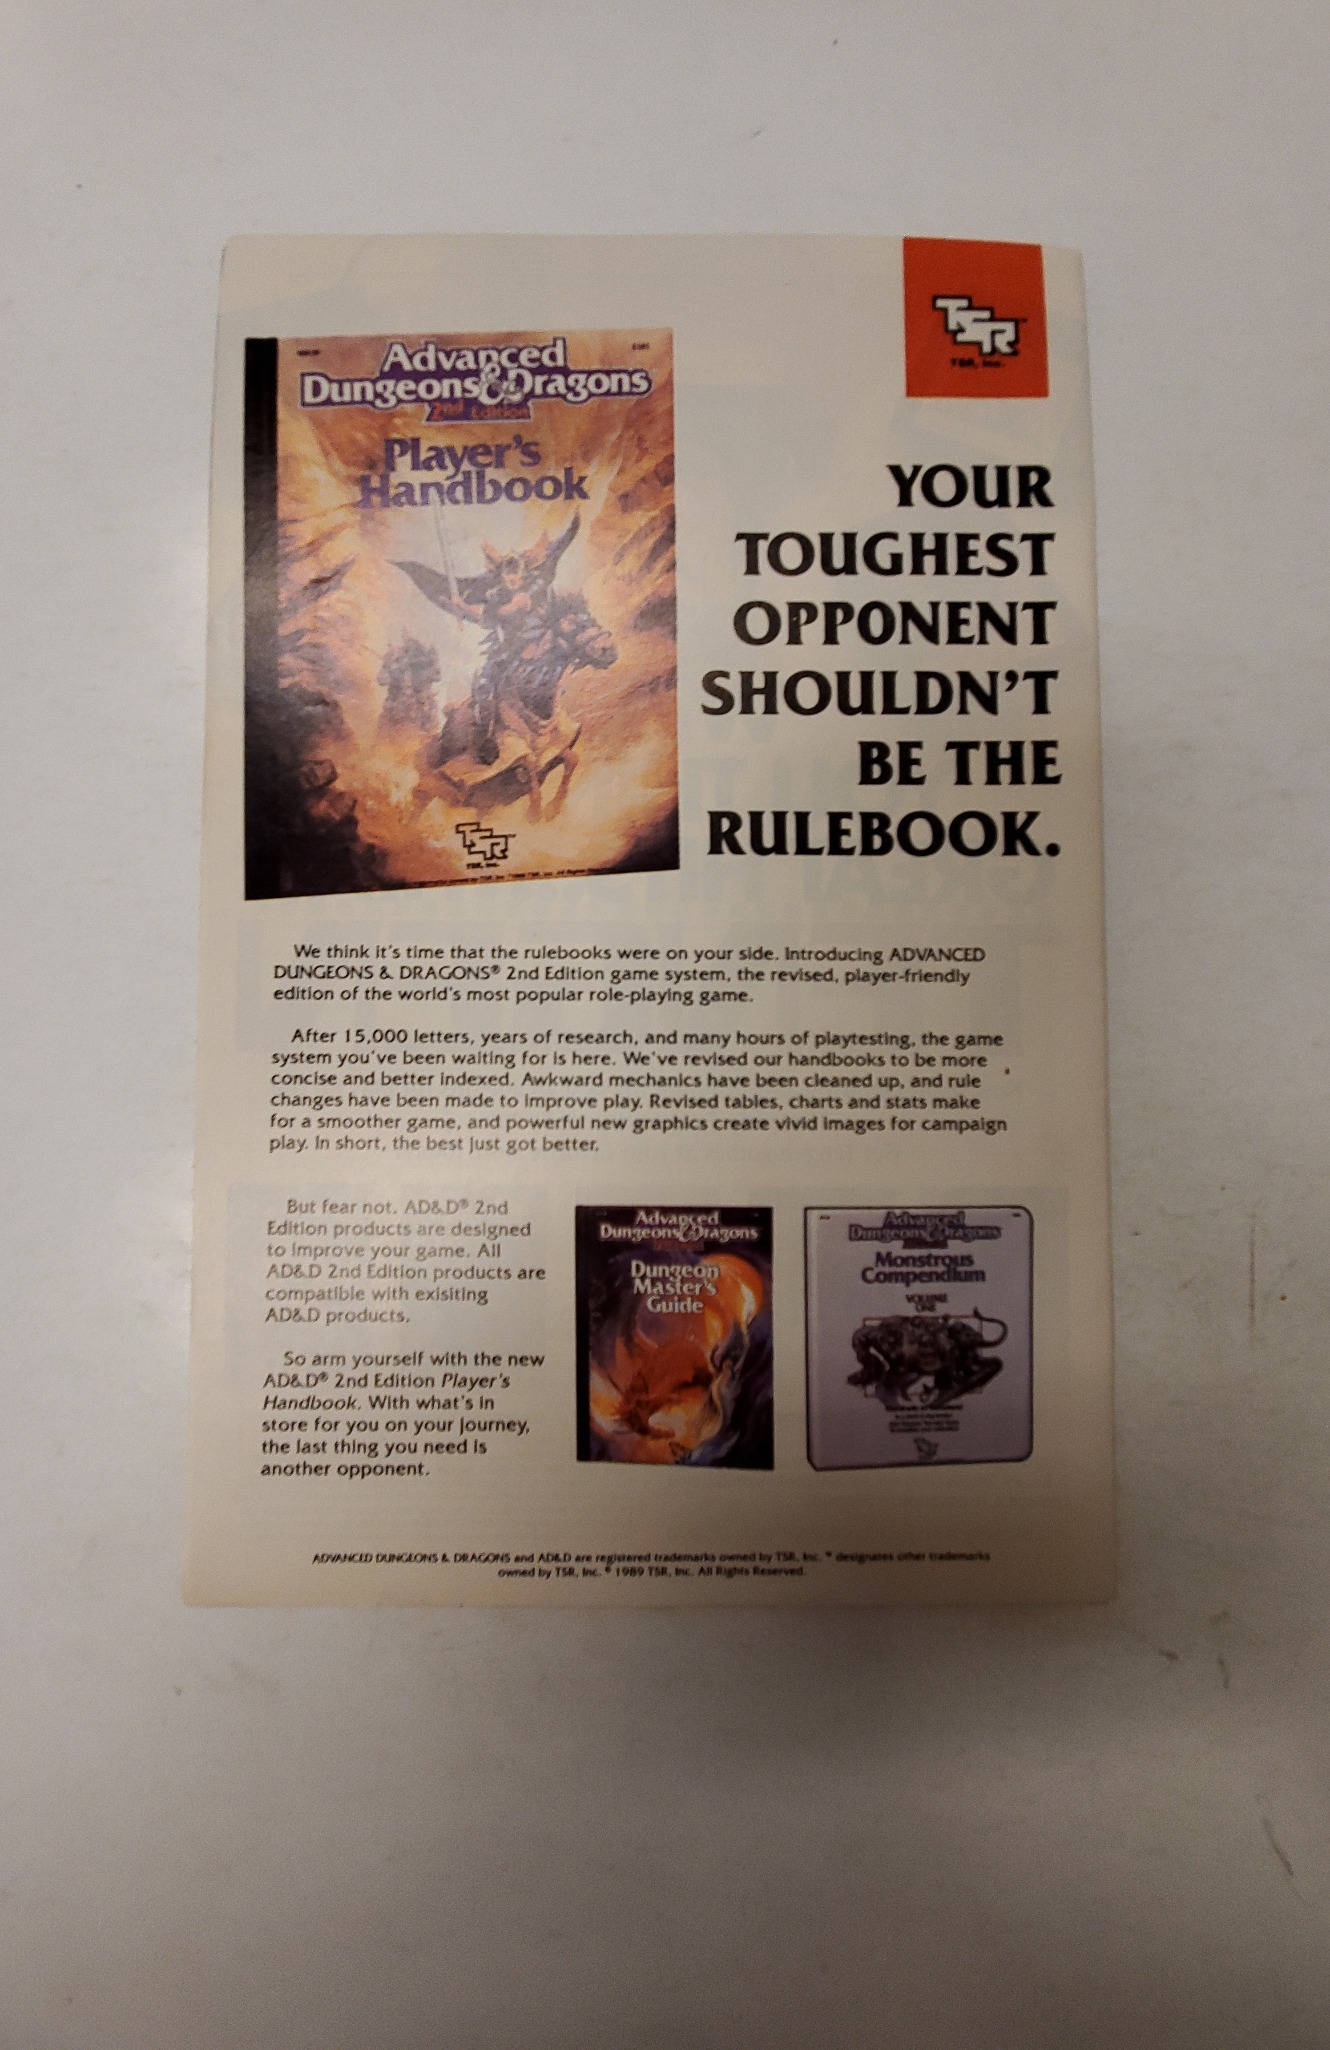 TSR
TSR, Inc.
Advanced
Dungeons & Dragons
2nd Edition
Player's
Handbook
TSR
TSR, Inc.
YOUR
TOUGHEST
OPPONENT
SHOULDN'T
BE THE
RULEBOOK.
We think it's time that the rulebooks were on your side. Introducing ADVANCED
DUNGEONS & DRAGONS® 2nd Edition game system, the revised, player-friendly
edition of the world's most popular role-playing game.
After 15,000 letters, years of research, and many hours of playtesting, the game
system you've been waiting for is here. We've revised our handbooks to be more
concise and better indexed. Awkward mechanics have been cleaned up, and rule
changes have been made to improve play. Revised tables, charts and stats make
for a smoother game, and powerful new graphics create vivid images for campaign
play. In short, the best just got better.
But fear not. AD&D® 2nd
Edition products are designed
to improve your game. All
AD&D 2nd Edition products are
compatible with exisiting
AD&D products.
So arm yourself with the new
AD&D® 2nd Edition Player's
Handbook. With what's in
store for you on your journey,
the last thing you need is
another opponent.
Advanced
Dungeons & Dragons
Dungeon
Master's
Guide
Advanced
Dungeons & Dragons
Monstrous
Compendium
VOLUME
ONE
ADVANCED DUNGEONS & DRAGONS and AD&D are registered trademarks owned by TSR, Inc. ® designates other trademarks
owned by TSR, Inc. © 1989 TSR, Inc. All Rights Reserved.